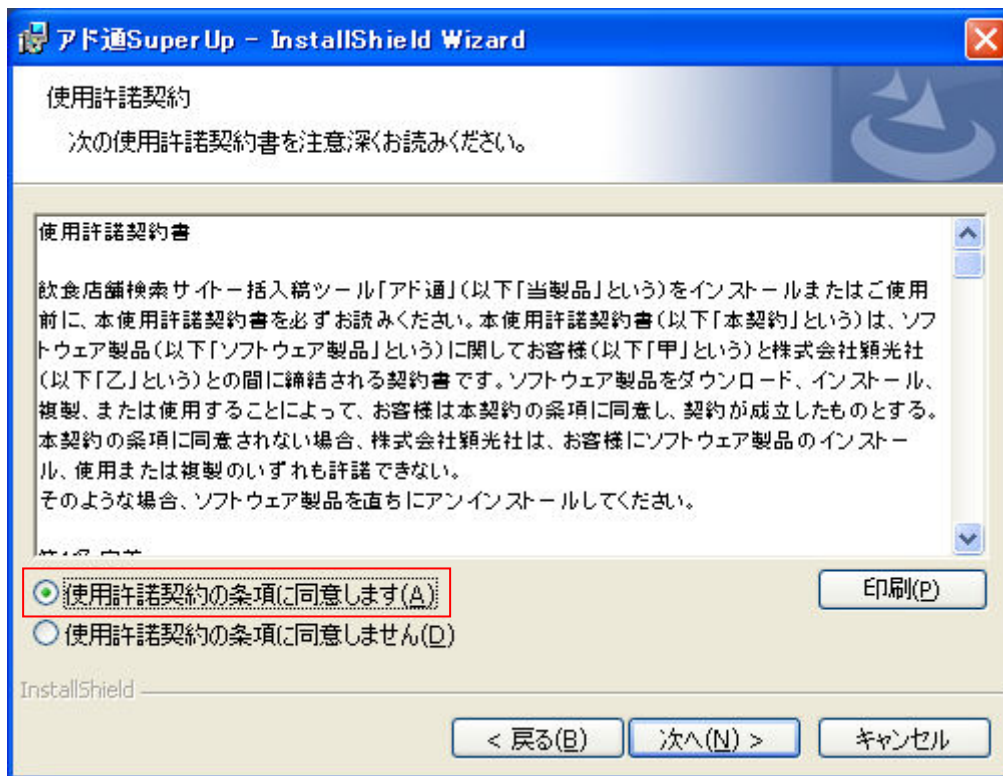 アド通SuperUp - InstallShield Wizard
使用許諾契約
次の使用許諾契約書を注意深くお読みください。
使用許諾契約書
飲食店舗検索サイト一括入稿ツール「アド通」(以下「当製品」という)をインストールまたはご使用
前に、本使用許諾契約書を必ずお読みください。本使用許諾契約書(以下「本契約」という)は、ソフ
トウェア製品(以下「ソフトウェア製品」という)に関してお客様(以下「甲」という)と株式会社穎光社
(以下「乙」という)との間に締結される契約書です。ソフトウェア製品をダウンロード、インストール、
複製、または使用することによって、お客様は本契約の条項に同意し、契約が成立したものとする。
本契約の条項に同意されない場合、株式会社穎光社は、お客様にソフトウェア製品のインストー
ル、使用または複製のいずれも許諾できない。
そのような場合、ソフトウェア製品を直ちにアンインストールしてください。
使用許諾契約の条項に同意します(A)
印刷(P)
使用許諾契約の条項に同意しません(D)
InstallShield
< 戻る(B)
次へ(N) >
キャンセル